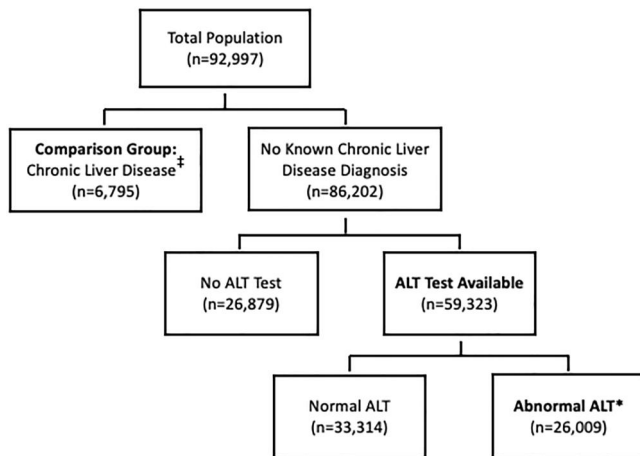 Total Population
(n=92,997)
Comparison Group:
Chronic Liver Disease‡
(n=6,795)
No Known Chronic Liver
Disease Diagnosis
(n=86,202)
No ALT Test
(n=26,879)
ALT Test Available
(n=59,323)
Normal ALT
(n=33,314)
Abnormal ALT*
(n=26,009)